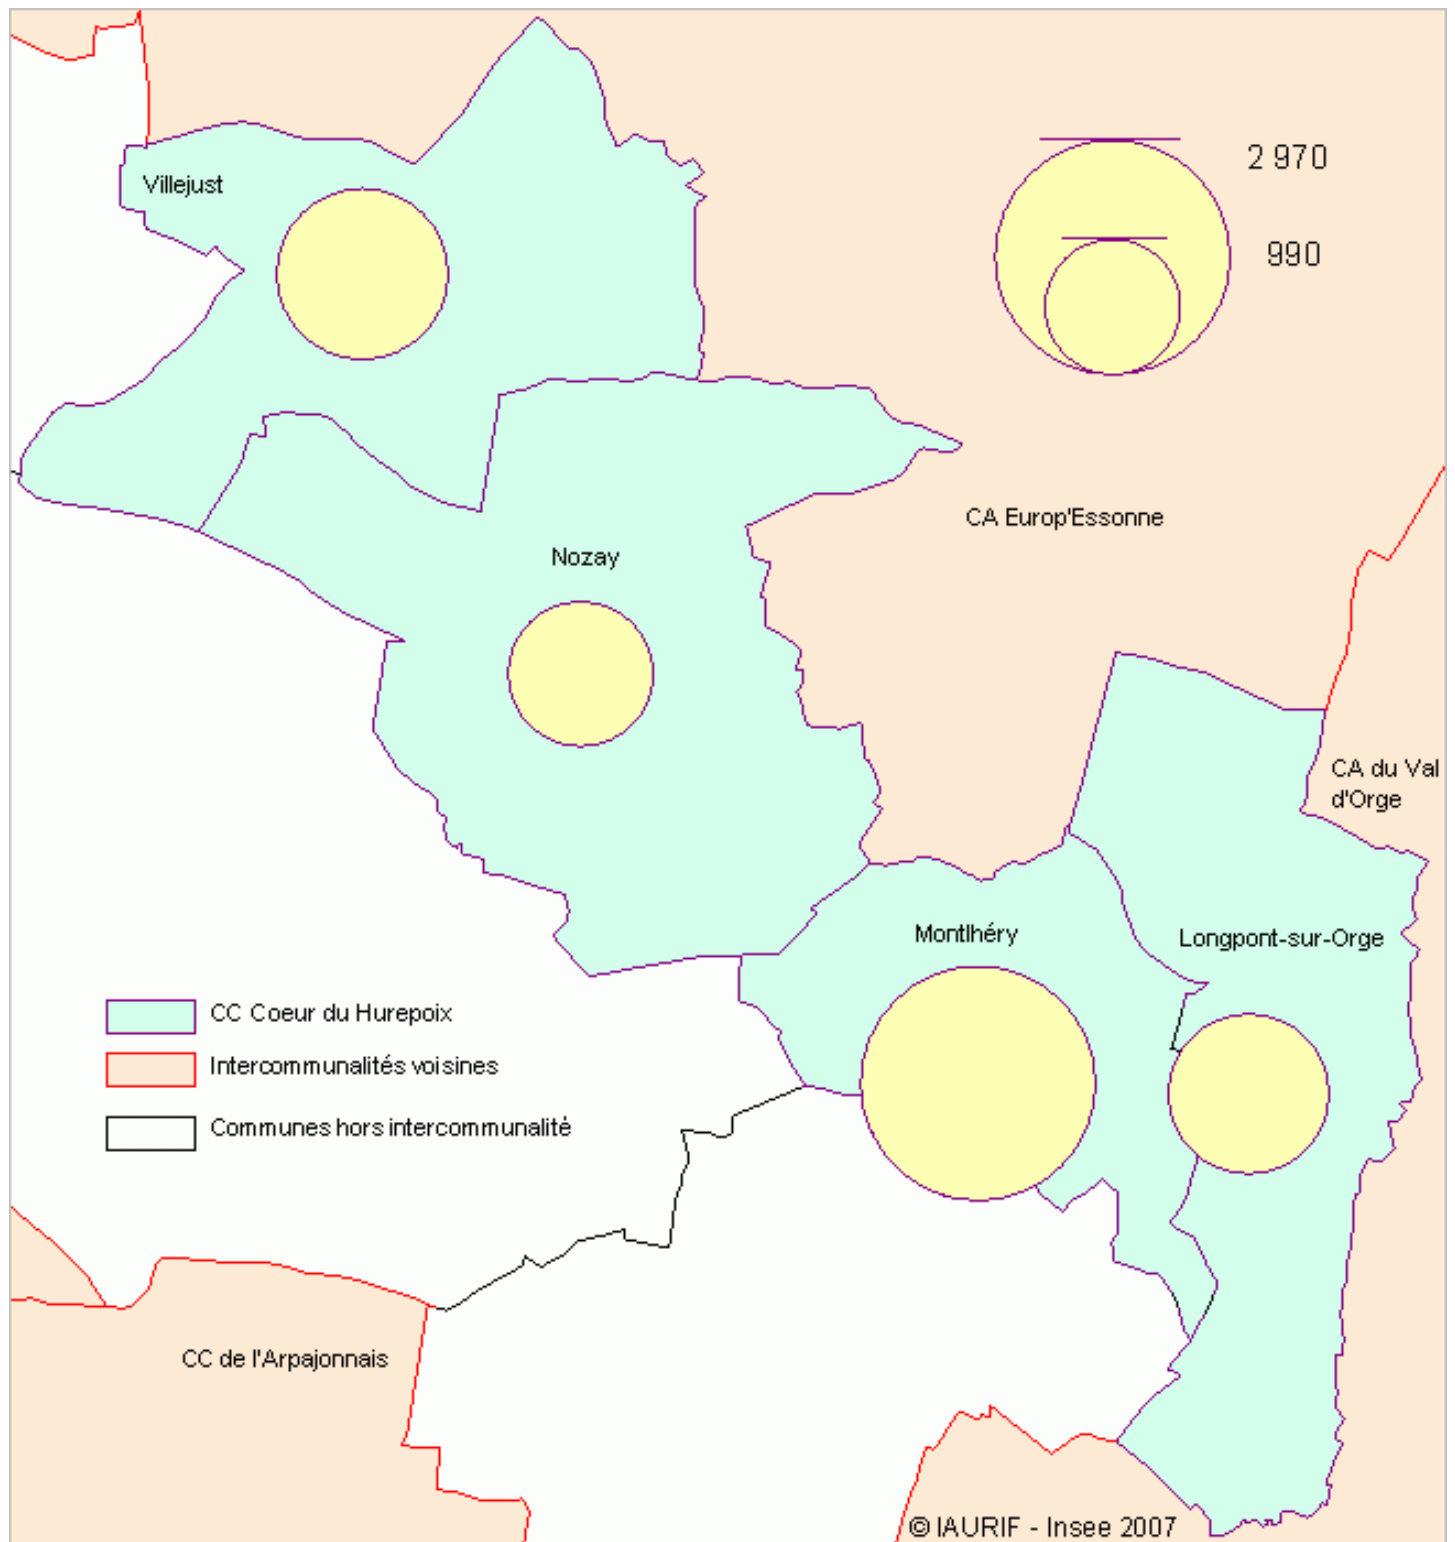 Villejust
2 970
990
CA Europ'Essonne
Nozay
CA du Val
d'Orge
Montlhéry
Longpont-sur-Orge
CC Coeur du Hurepoix
Intercommunalités voisines
Communes hors intercommunalité
CC de l'Arpajonnais
© IAURIF - Insee 2007